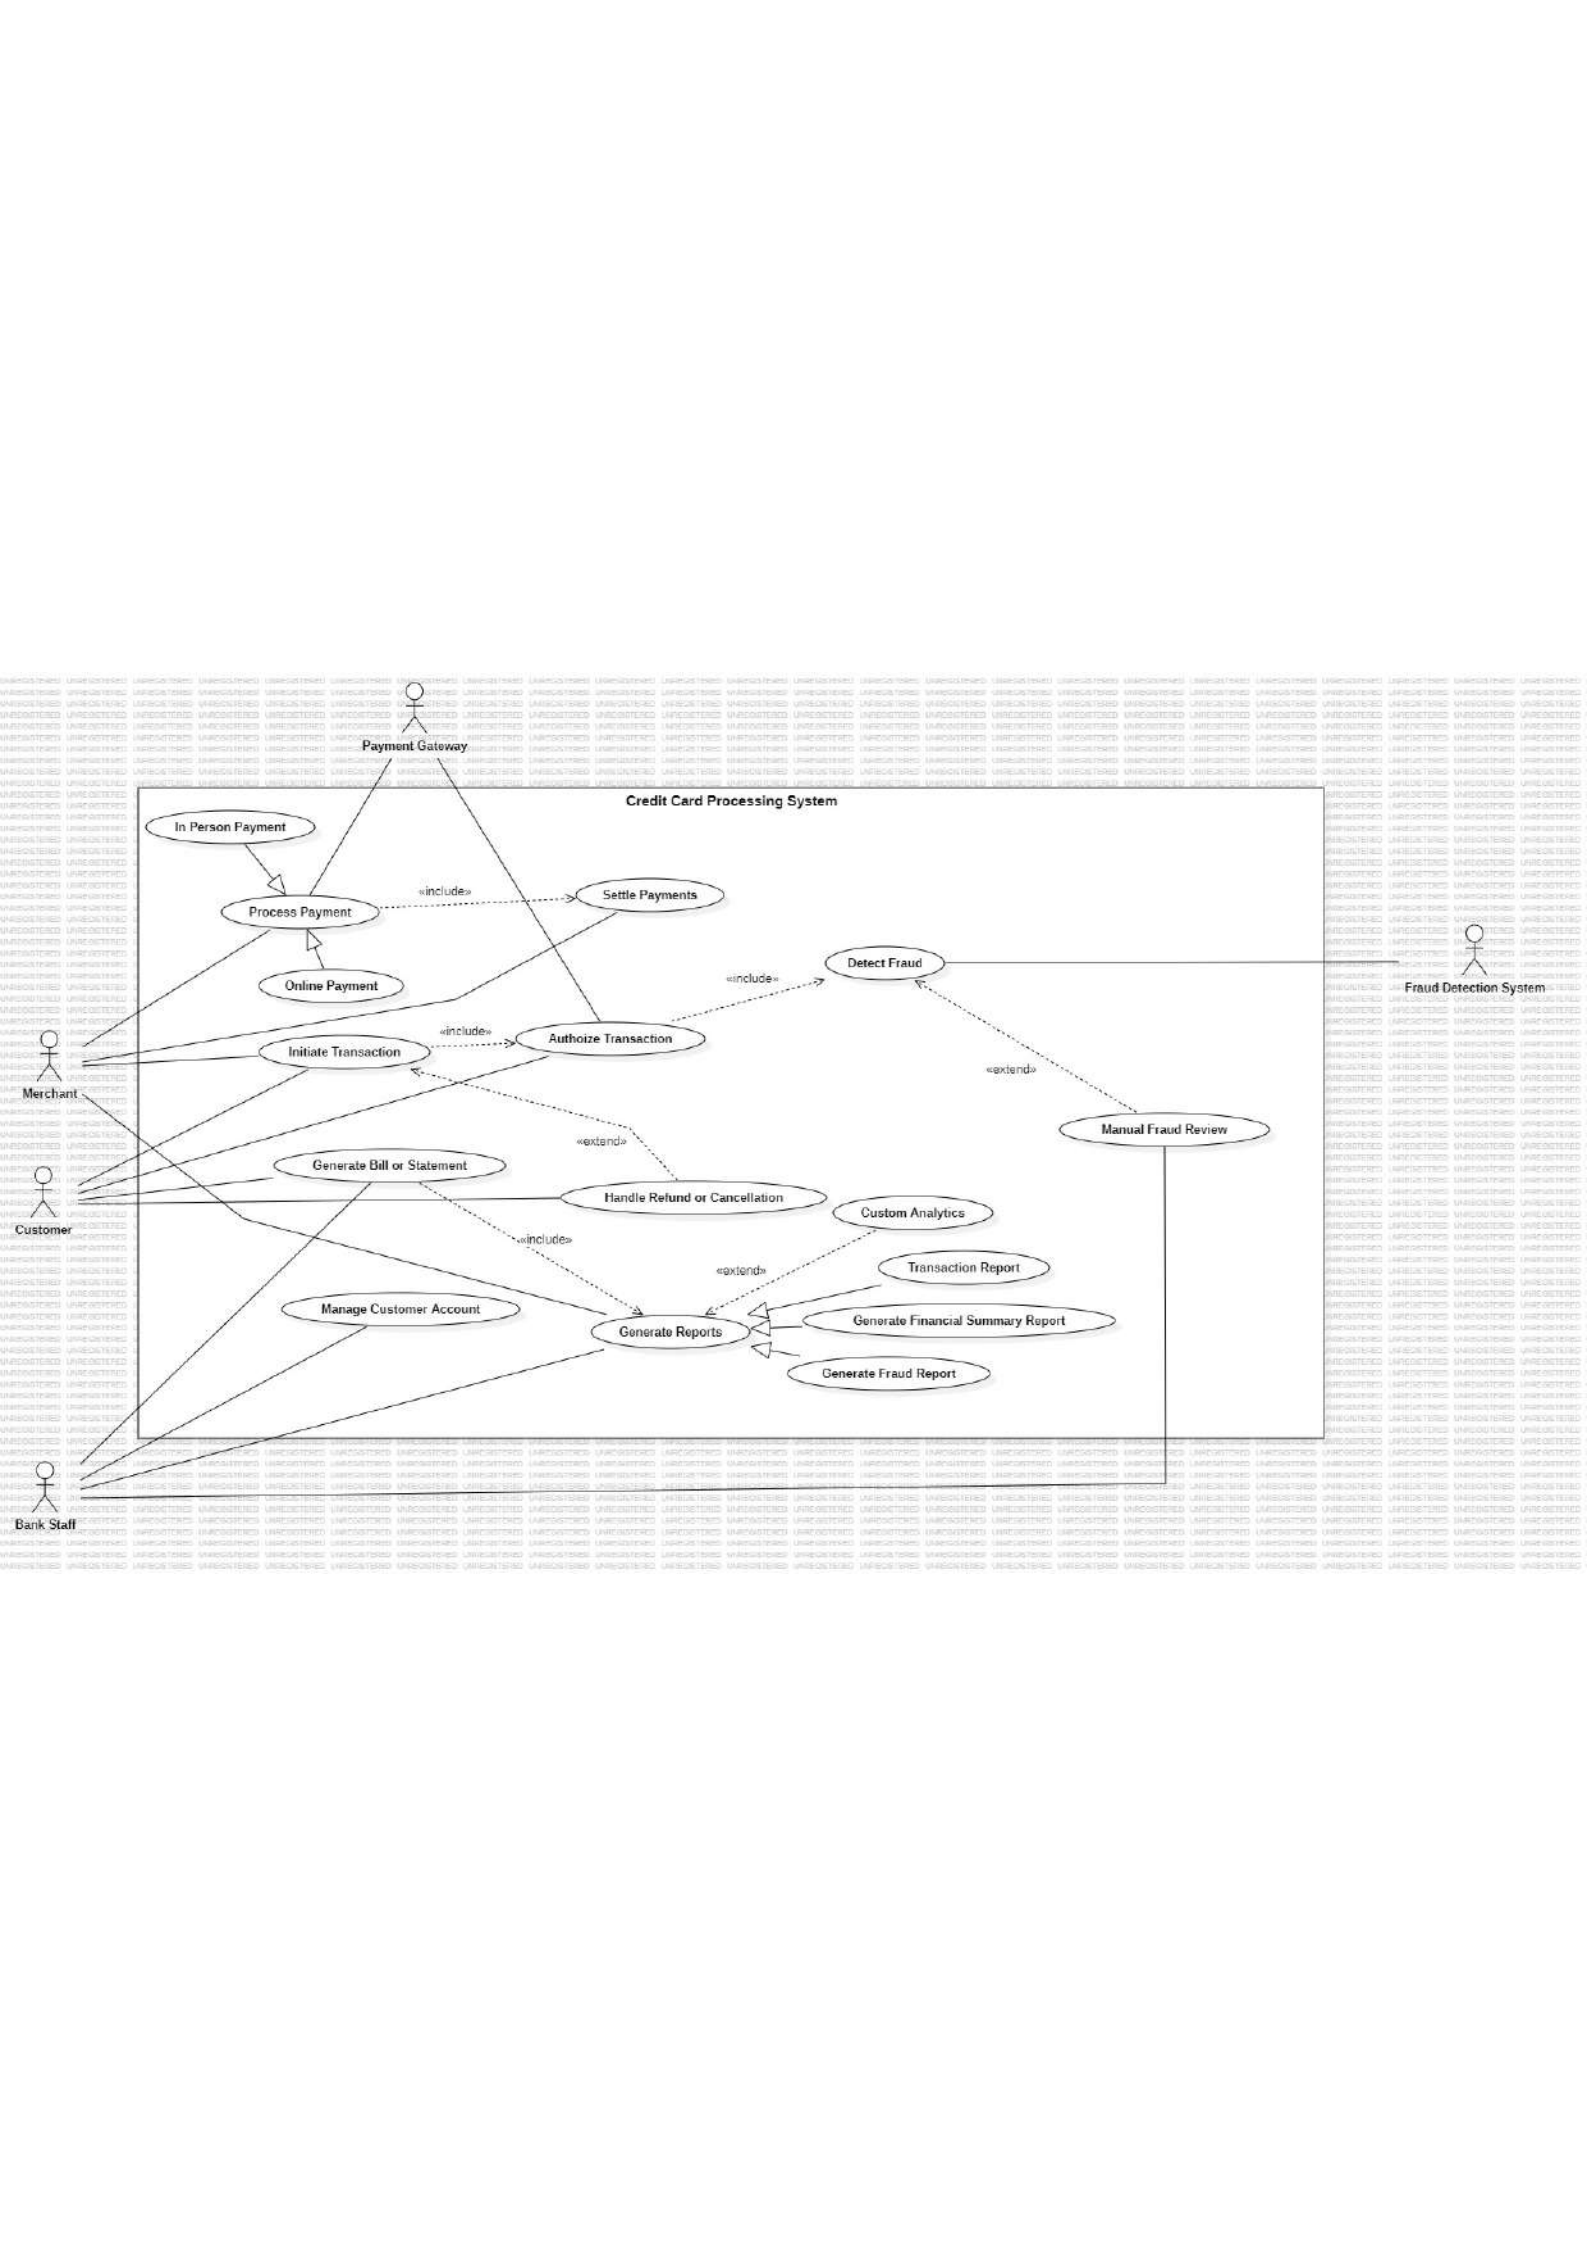 Payment Gateway
Credit Card Processing System
In Person Payment
«include»
Settle Payments
Process Payment
Detect Fraud
«include»
Online Payment
Fraud Detection System
«include»
Authoize Transaction
Initiate Transaction
«extend»
Merchant
Manual Fraud Review
«extend»
Generate Bill or Statement
Handle Refund or Cancellation
Custom Analytics
Customer
«include»
Transaction Report
«extend»
Manage Customer Account
Generate Financial Summary Report
Generate Reports
Generate Fraud Report
Bank Staff
UNREGISTERED